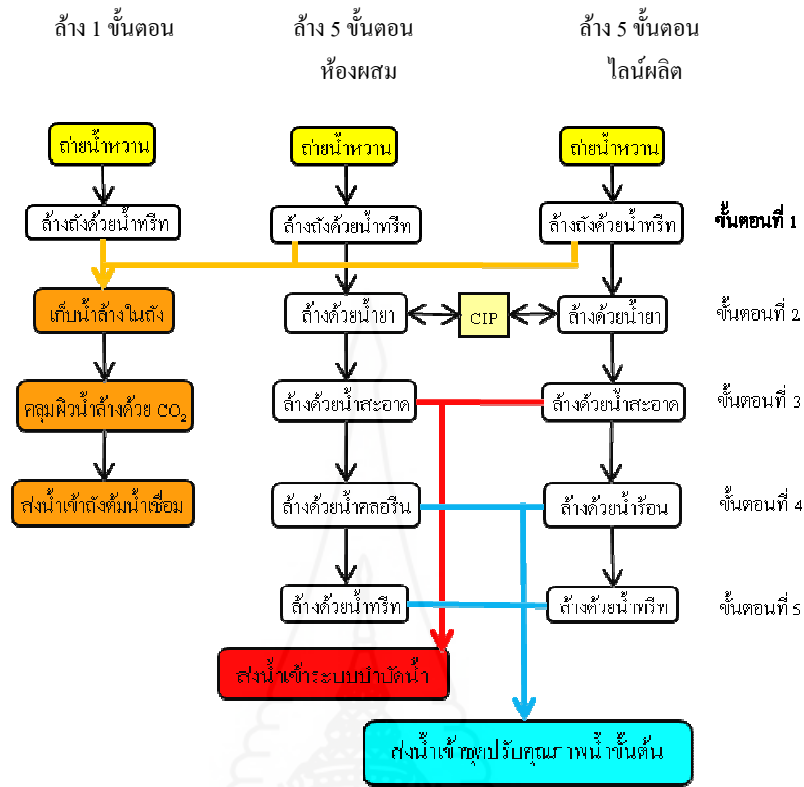 ล้าง 1 ขั้นตอน ล้าง 5 ขั้นตอน ล้าง 5 ขั้นตอน
ห้องผสม ไลน์ผลิต
ถ่ายน้ำหวาน ถ่ายน้ำหวาน ถ่ายน้ำหวาน
ล้างถังด้วยน้ำทรีท ล้างถังด้วยน้ำทรีท ล้างถังด้วยน้ำทรีท ขั้นตอนที่ 1
เก็บน้ำล้างในถัง ล้างด้วยน้ำยา CIP ล้างด้วยน้ำยา ขั้นตอนที่ 2
คลุมผิวน้ำล้างด้วย CO₂ ล้างด้วยน้ำสะอาด ล้างด้วยน้ำสะอาด ขั้นตอนที่ 3
ส่งน้ำเข้าถังต้มน้ำเชื่อม ล้างด้วยน้ำคลอรีน ล้างด้วยน้ำร้อน ขั้นตอนที่ 4
ล้างด้วยน้ำทรีท ล้างด้วยน้ำทรีท ขั้นตอนที่ 5
ส่งน้ำเข้าระบบบำบัดน้ำ
ส่งน้ำเข้าชุดปรับคุณภาพน้ำขั้นต้น